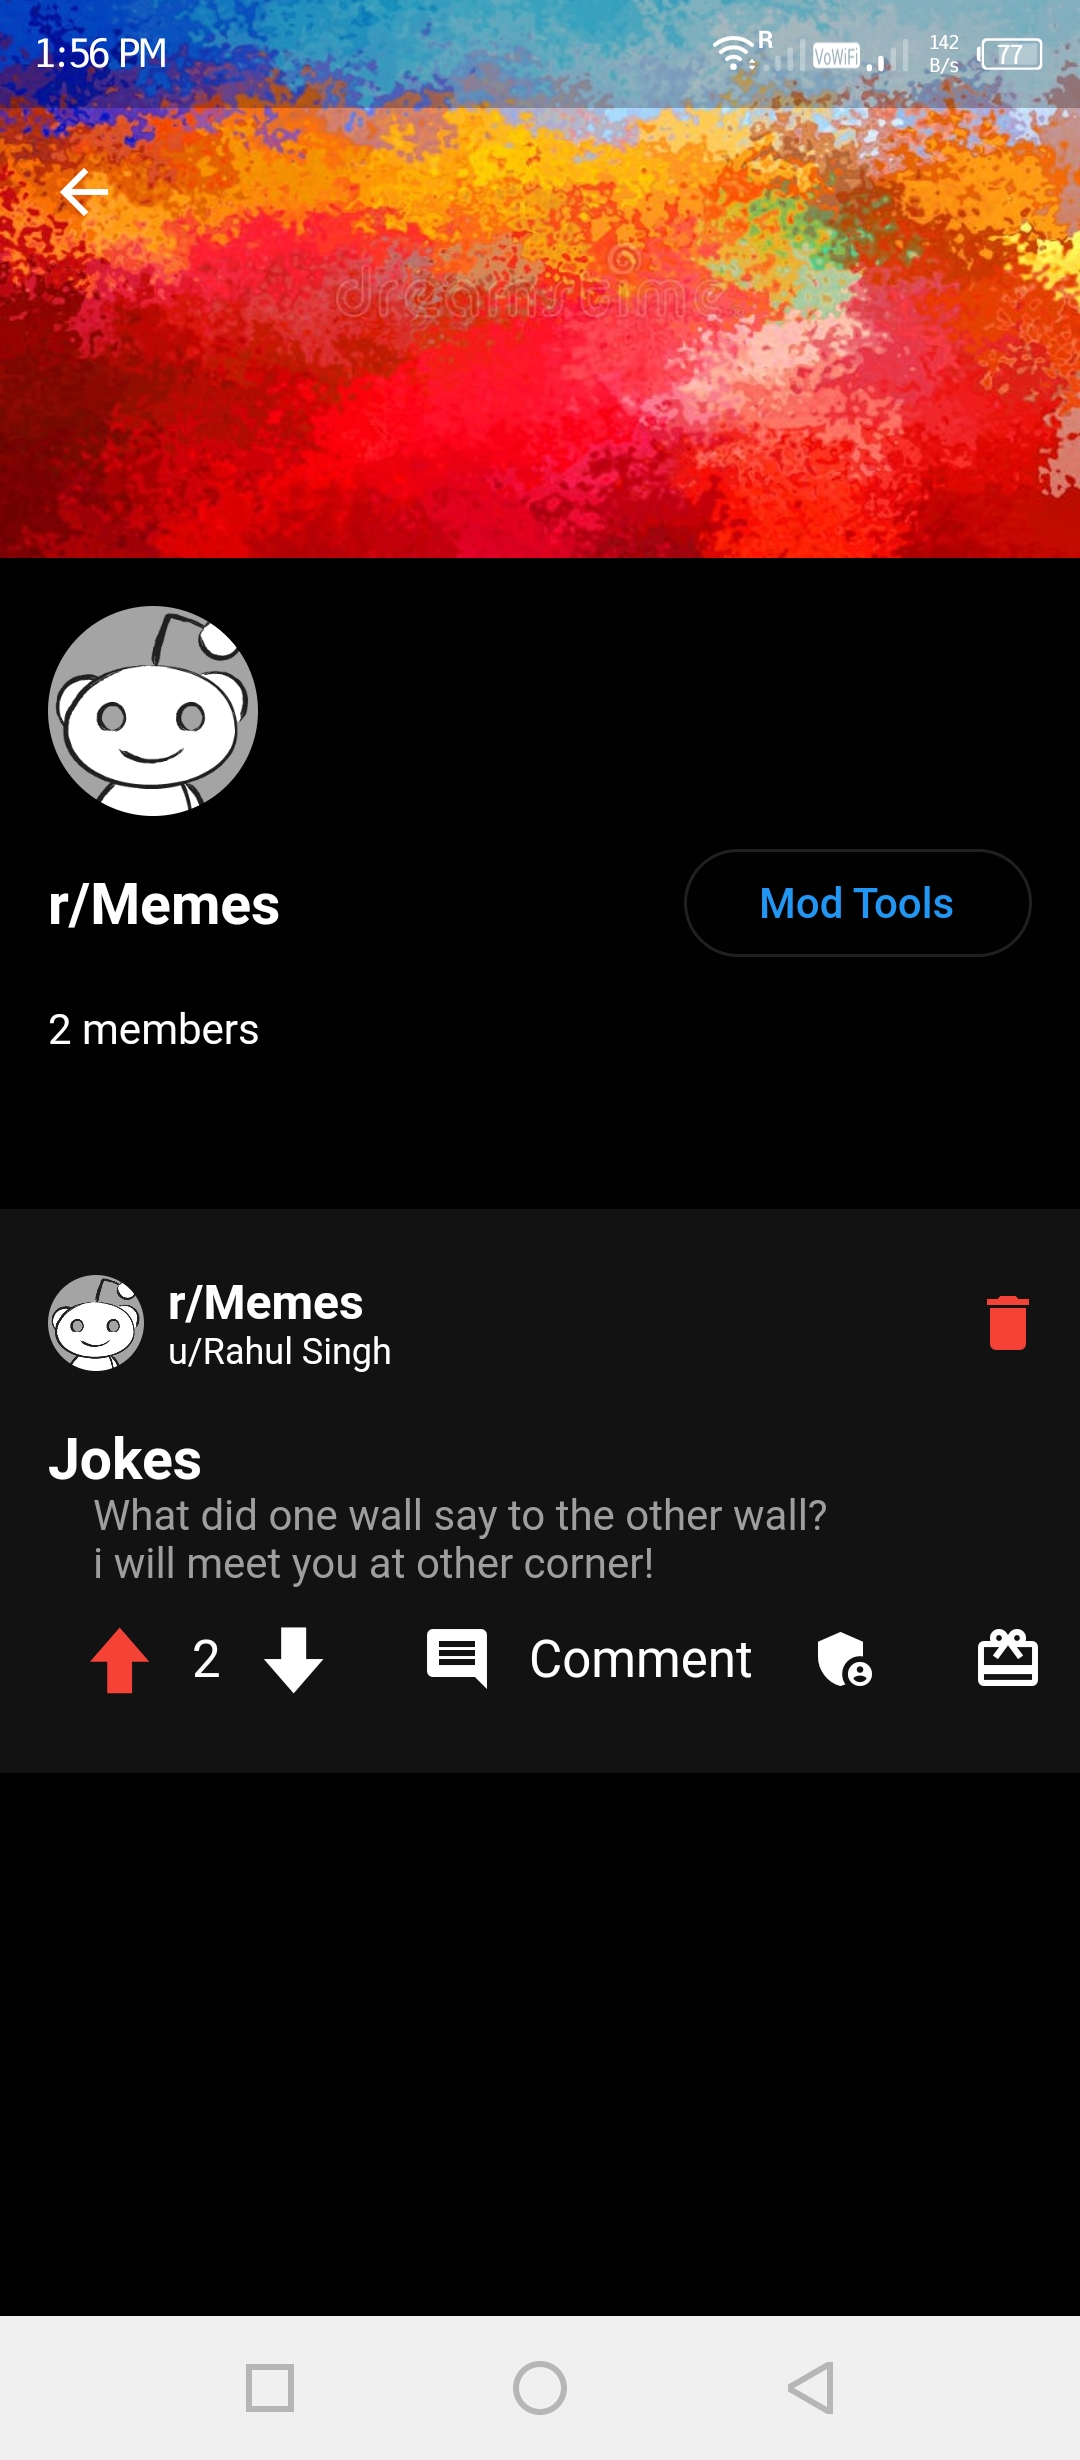 1:56 PM
R
VoWiFi
142
B/s
77
dreamstime
r/Memes
Mod Tools
2 members
r/Memes
u/Rahul Singh
Jokes
What did one wall say to the other wall?
i will meet you at other corner!
2
Comment